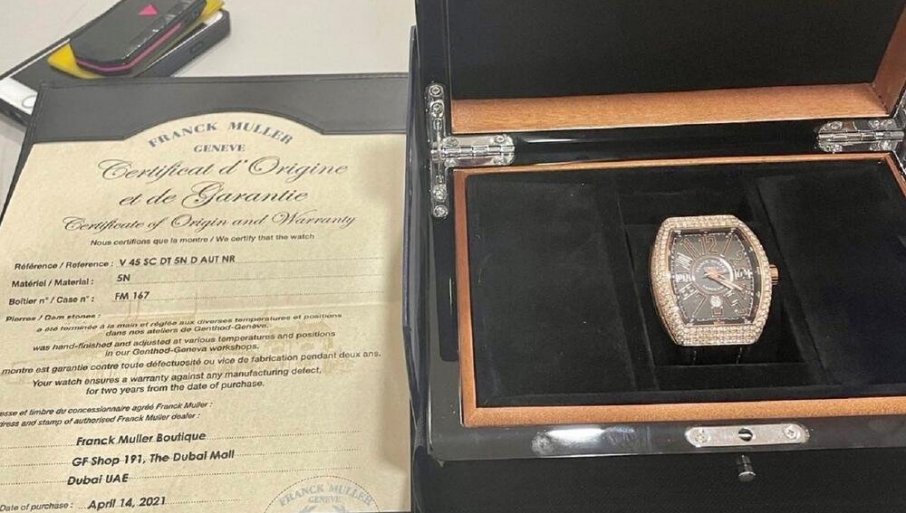 FRANCK MULLER
GENEVE
Certificat d'Origine
et de Garantie
Certificate of Origin and Warranty
Nous certifions que la montre / We certify that the watch
Référence / Reference : V 45 SC DT 5N D AUT NR
Matériel / Material : 5N
Boîtier n° / Case n° : FM 167
Pierres / Gem stones :
a été terminée à la main et réglée aux diverses températures et positions
dans nos ateliers de Genthod-Genève.
was hand-finished and adjusted at various temperatures and positions
in our Genthod-Geneva workshops.
montre est garantie contre toute défectuosité ou vice de fabrication pendant deux ans.
Your watch ensures a warranty against any manufacturing defect,
for two years from the date of purchase.
esse et timbre du concessionnaire agréé Franck Muller :
dress and stamp of authorised Franck Muller dealer :
Franck Muller Boutique
GF Shop 191, The Dubai Mall
Dubai UAE
Date of purchase : April 14, 2021
FRANCK MULLER
GENEVE